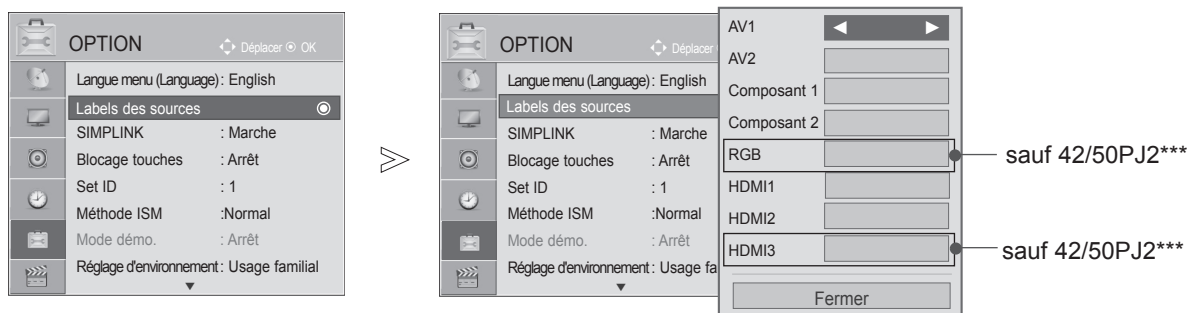 OPTION
Déplacer OK
Langue menu (Language) : English
Labels des sources
SIMPLINK : Marche
Blocage touches : Arrêt
Set ID : 1
Méthode ISM :Normal
Mode démo. : Arrêt
Réglage d'environnement : Usage familial
OPTION
Déplacer
Langue menu (Language) : English
Labels des sources
SIMPLINK : Marche
Blocage touches : Arrêt
Set ID : 1
Méthode ISM :Normal
Mode démo. : Arrêt
Réglage d'environnement : Usage fa
AV1
AV2
Composant 1
Composant 2
RGB
HDMI1
HDMI2
HDMI3
Fermer
sauf 42/50PJ2***
sauf 42/50PJ2***